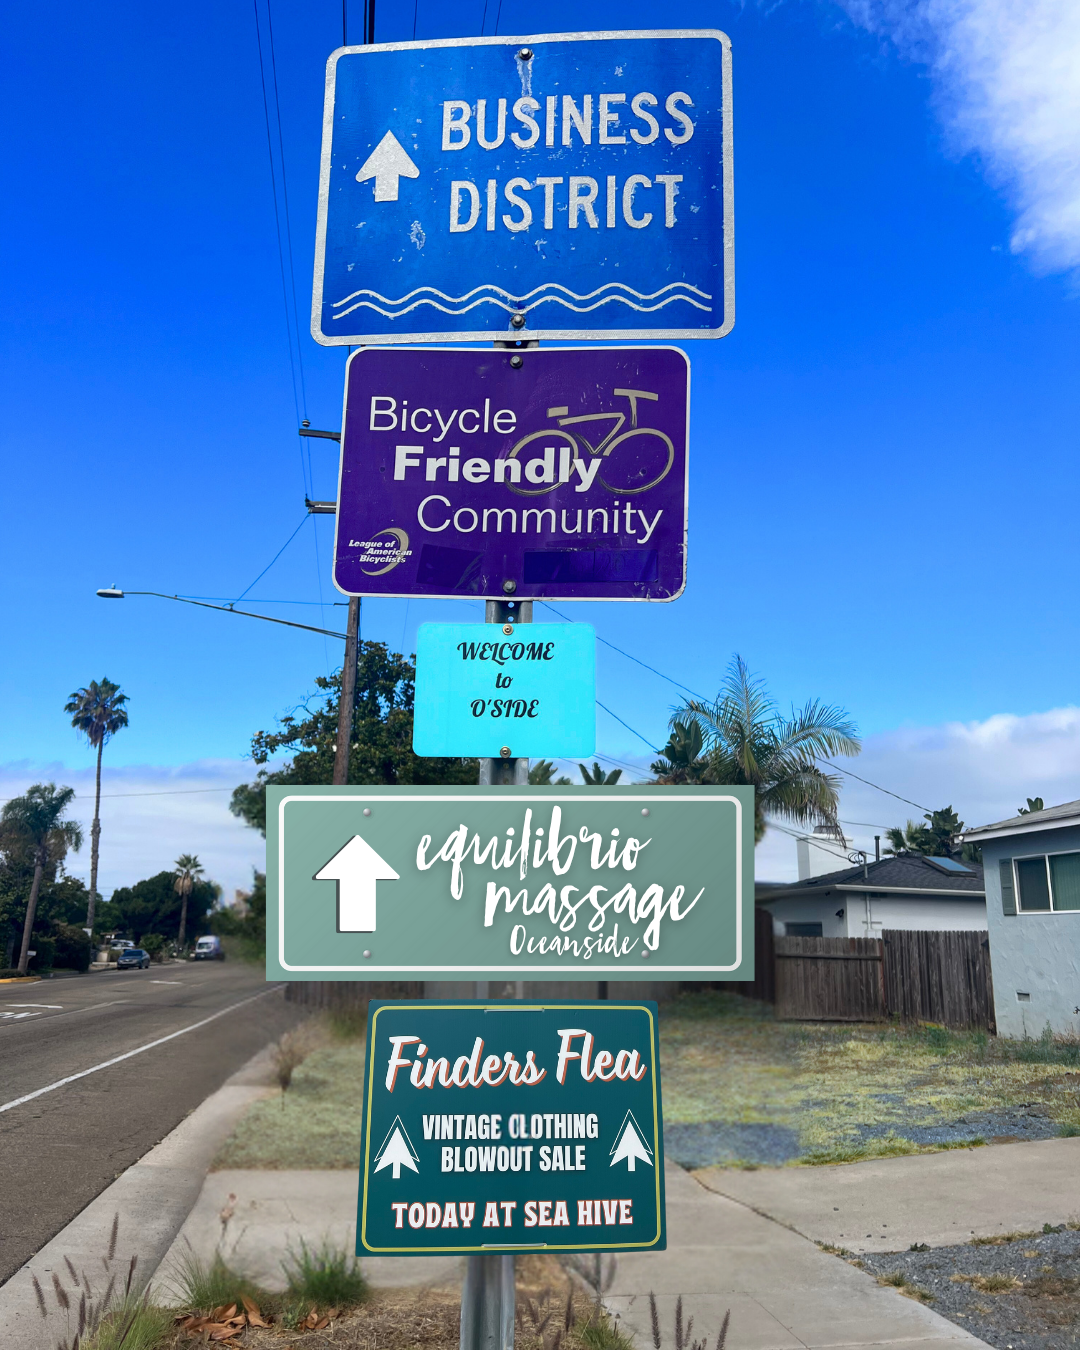 BUSINESS
DISTRICT
Bicycle
Friendly
Community
League of
American
Bicyclists
WELCOME
to
O'SIDE
equilibrio
massage
Oceanside
Finders Flea
VINTAGE CLOTHING
BLOWOUT SALE
TODAY AT SEA HIVE